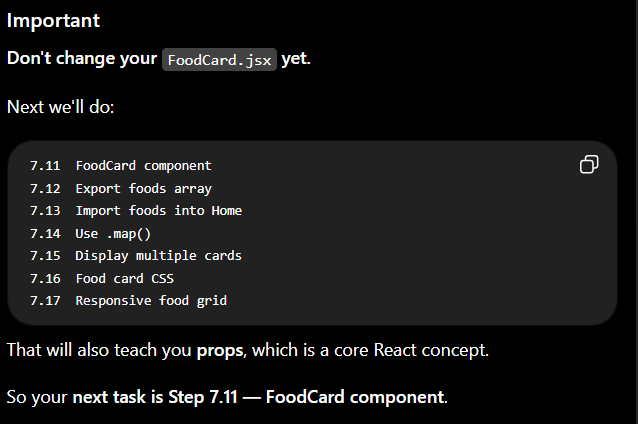 Important
Don't change your FoodCard.jsx yet.
Next we'll do:
7.11 FoodCard component
7.12 Export foods array
7.13 Import foods into Home
7.14 Use .map()
7.15 Display multiple cards
7.16 Food card CSS
7.17 Responsive food grid
That will also teach you props, which is a core React concept.
So your next task is Step 7.11 — FoodCard component.